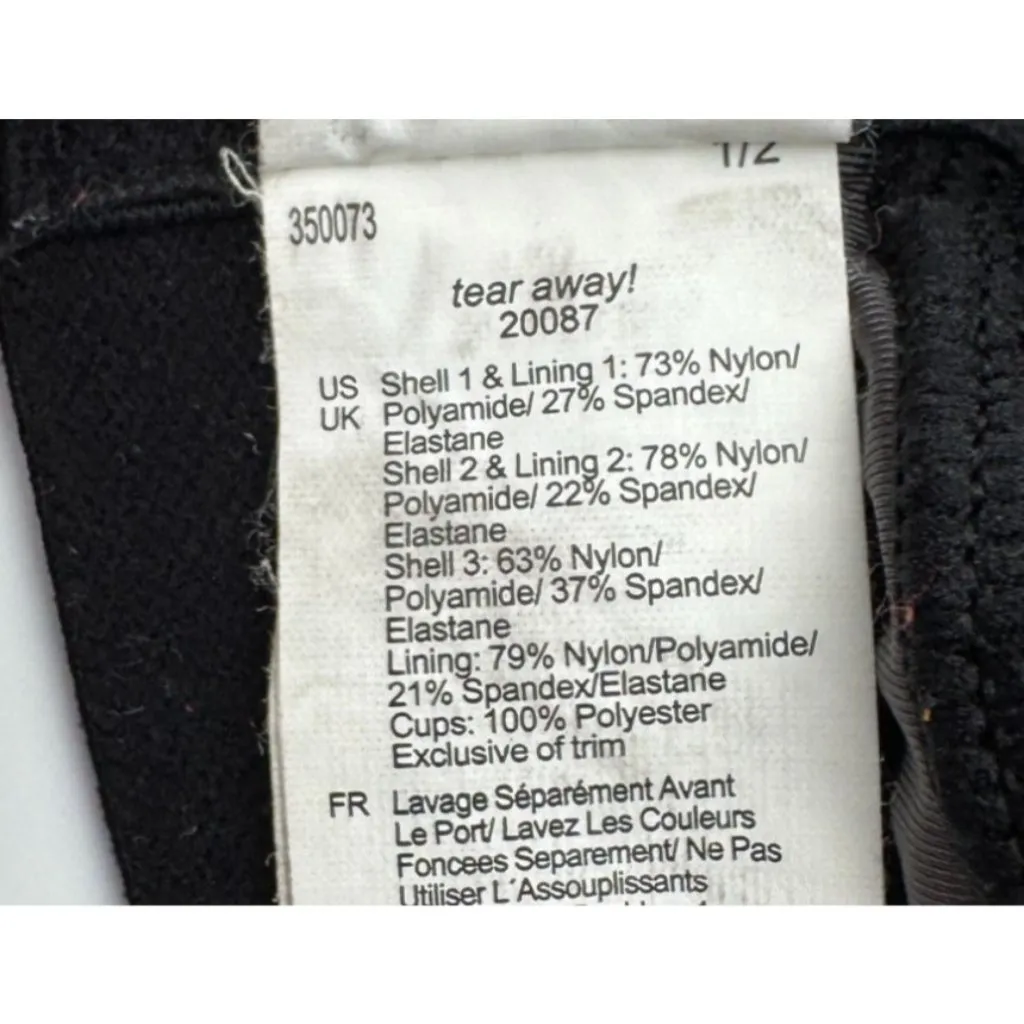 1/2
350073
tear away!
20087
US Shell 1 & Lining 1: 73% Nylon/
UK Polyamide/ 27% Spandex/
Elastane
Shell 2 & Lining 2: 78% Nylon/
Polyamide/ 22% Spandex/
Elastane
Shell 3: 63% Nylon/
Polyamide/ 37% Spandex/
Elastane
Lining: 79% Nylon/Polyamide/
21% Spandex/Elastane
Cups: 100% Polyester
Exclusive of trim
FR Lavage Séparément Avant
Le Port/ Lavez Les Couleurs
Foncees Separement/ Ne Pas
Utiliser L´Assouplissants